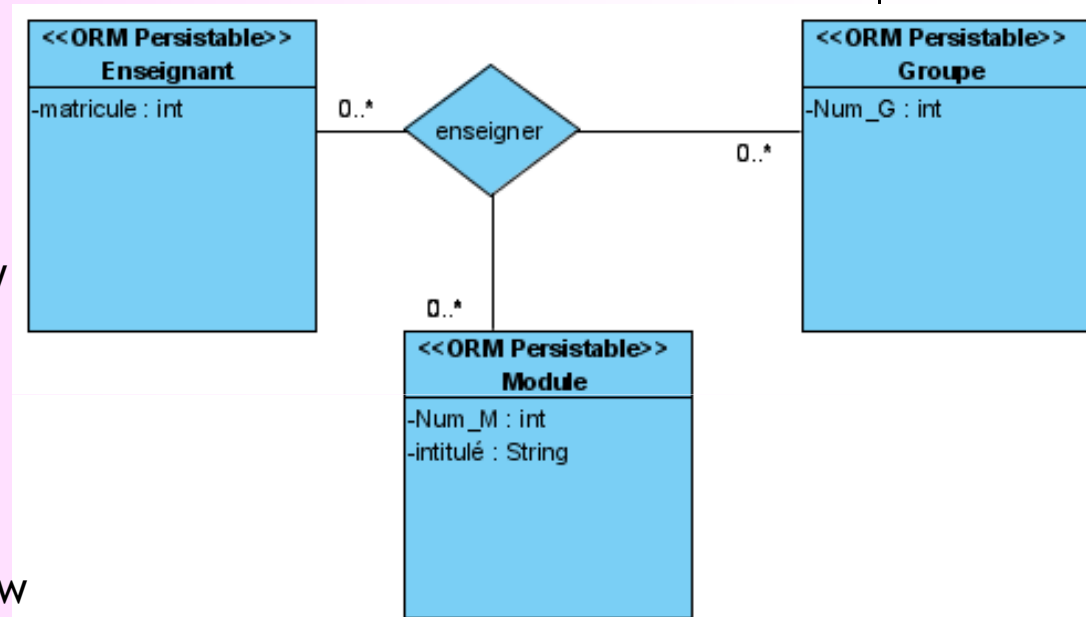 <<ORM Persistable>>
Enseignant
-matricule : int
0..*
enseigner
0..*
<<ORM Persistable>>
Groupe
-Num_G : int
0..*
<<ORM Persistable>>
Module
-Num_M : int
-intitulé : String
w